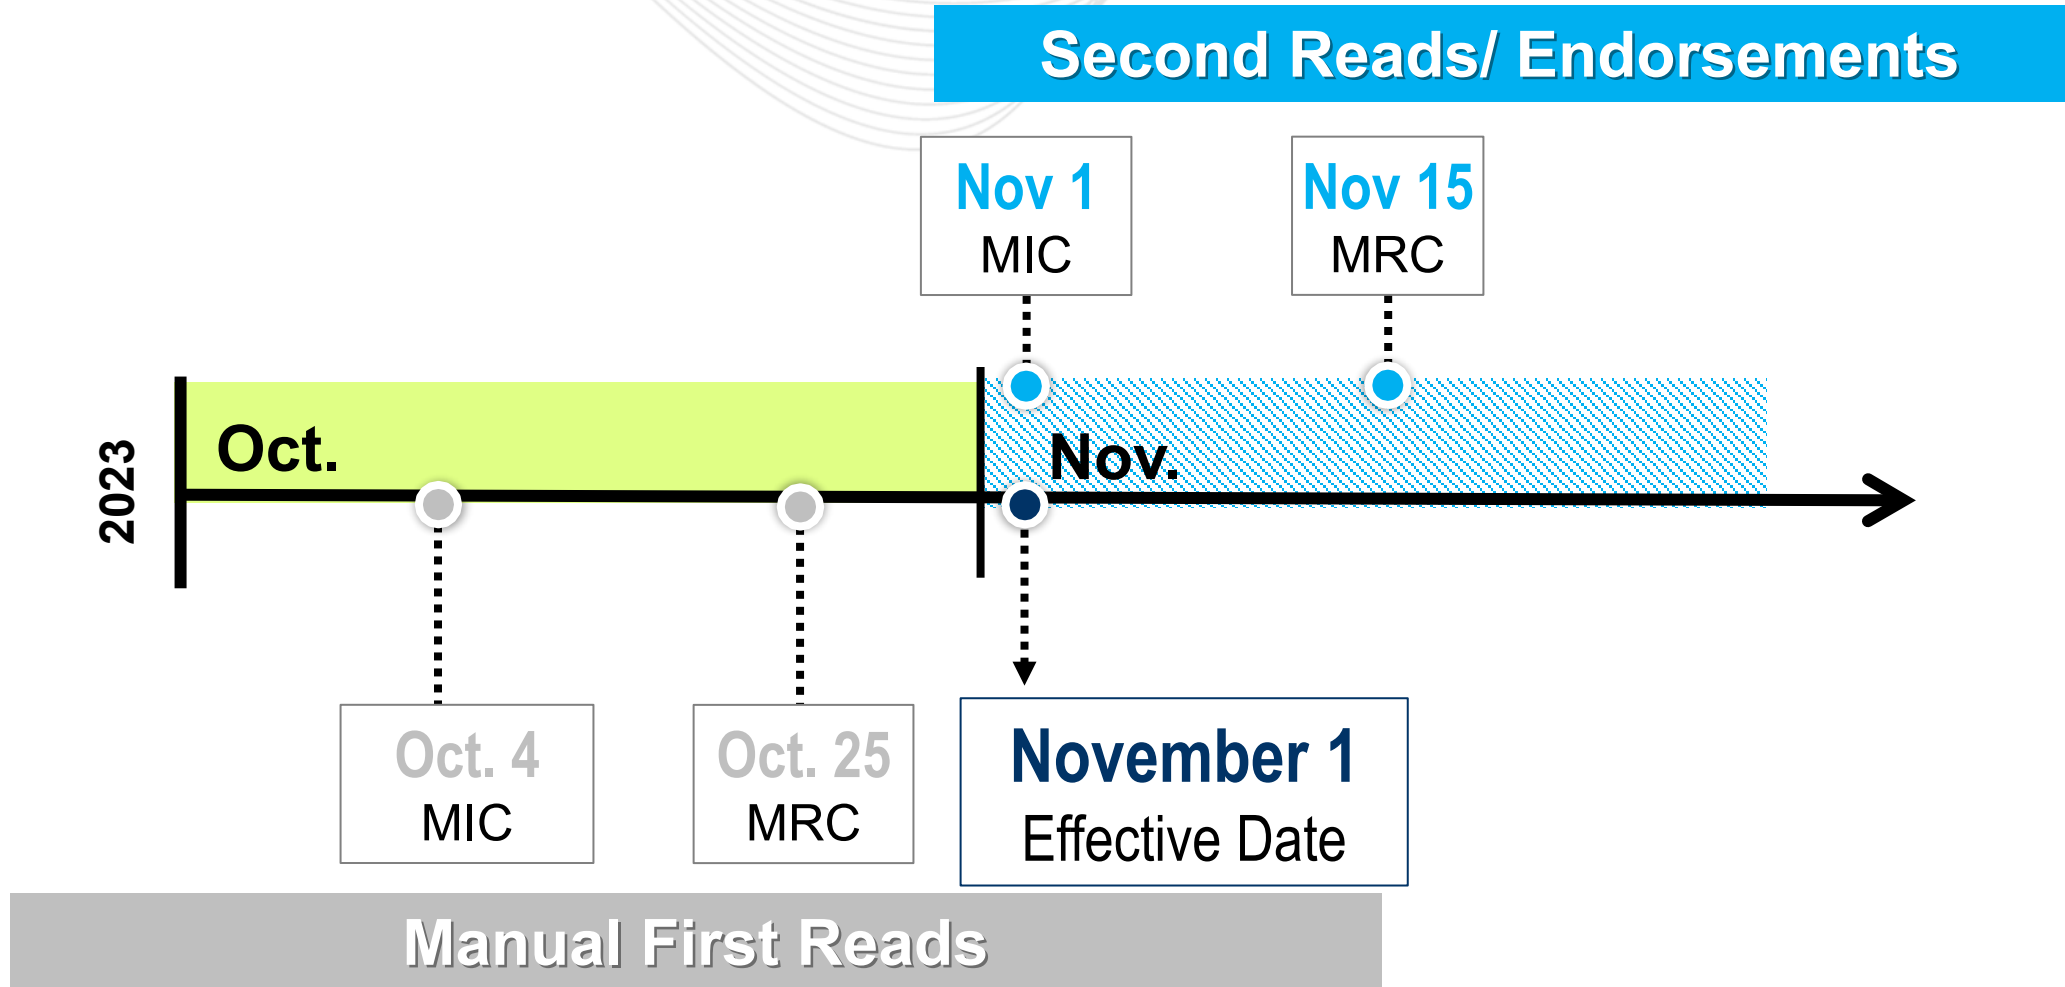 Second Reads/ Endorsements
Nov 1
MIC
Nov 15
MRC
2023
Oct.
Nov.
Oct. 4
MIC
Oct. 25
MRC
November 1
Effective Date
Manual First Reads